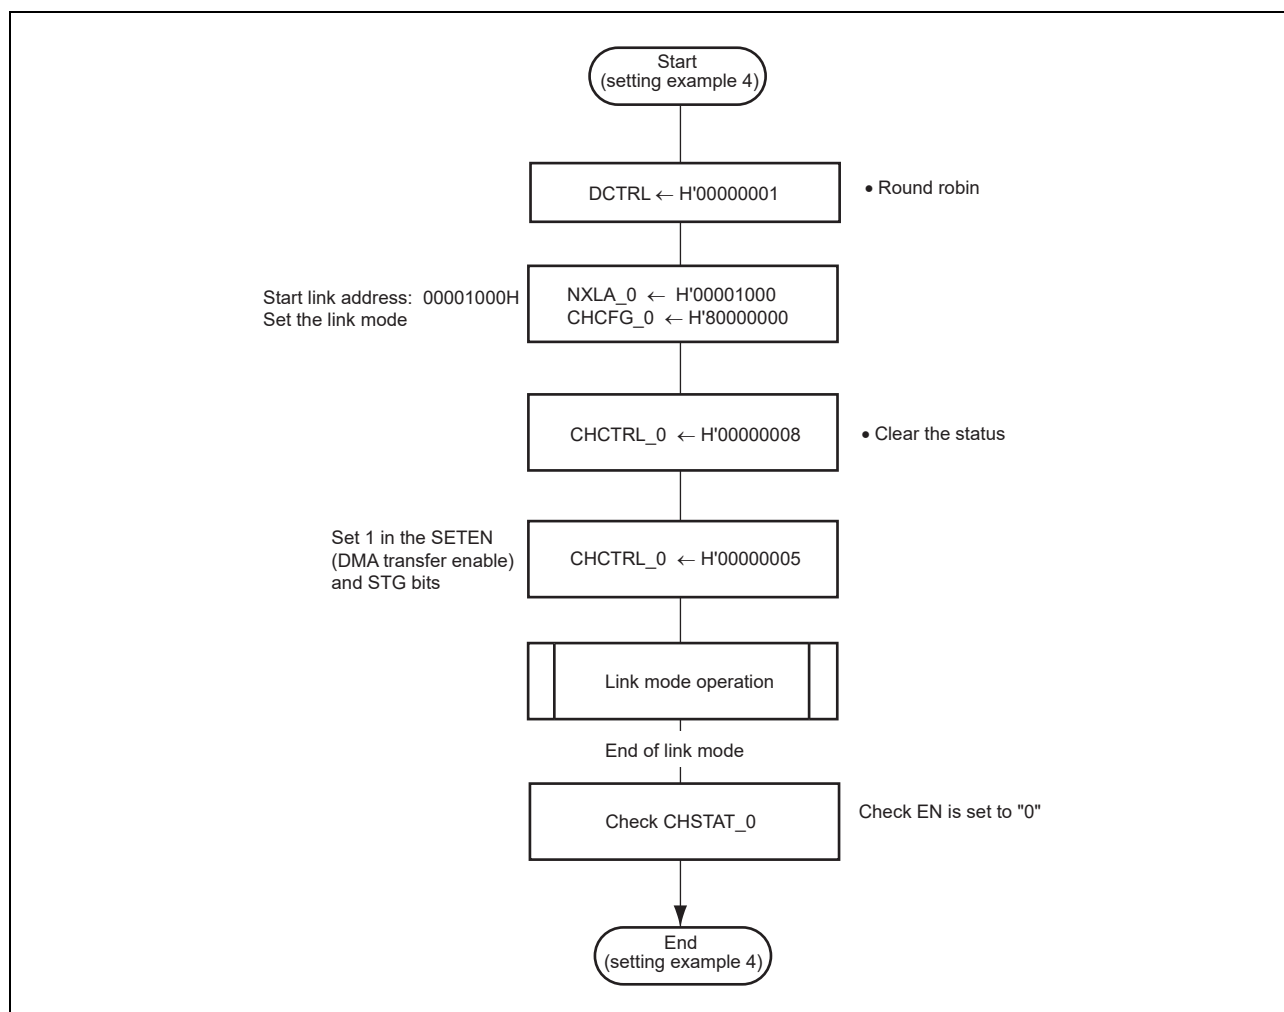 Start
(setting example 4)
DCTRL ← H'00000001
• Round robin
Start link address: 00001000H
Set the link mode
NXLA_0 ← H'00001000
CHCFG_0 ← H'80000000
CHCTRL_0 ← H'00000008
• Clear the status
Set 1 in the SETEN
(DMA transfer enable)
and STG bits
CHCTRL_0 ← H'00000005
Link mode operation
End of link mode
Check CHSTAT_0
Check EN is set to "0"
End
(setting example 4)